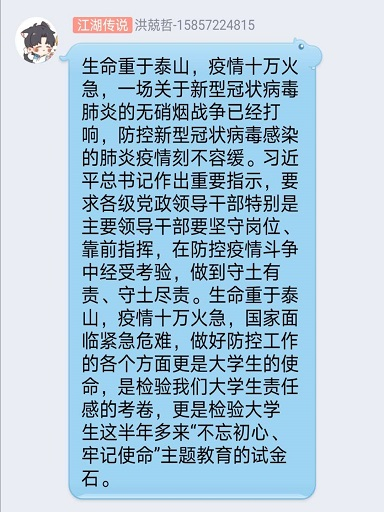 江湖传说 洪兢哲-15857224815
生命重于泰山，疫情十万火
急，一场关于新型冠状病毒
肺炎的无硝烟战争已经打
响，防控新型冠状病毒感染
的肺炎疫情刻不容缓。习近
平总书记作出重要指示，要
求各级党政领导干部特别是
主要领导干部要坚守岗位、
靠前指挥，在防控疫情斗争
中经受考验，做到守土有
责、守土尽责。生命重于泰
山，疫情十万火急，国家面
临紧急危难，做好防控工作
的各个方面更是大学生的使
命，是检验我们大学生责任
感的考卷，更是检验大学
生这半年多来“不忘初心、
牢记使命”主题教育的试金
石。